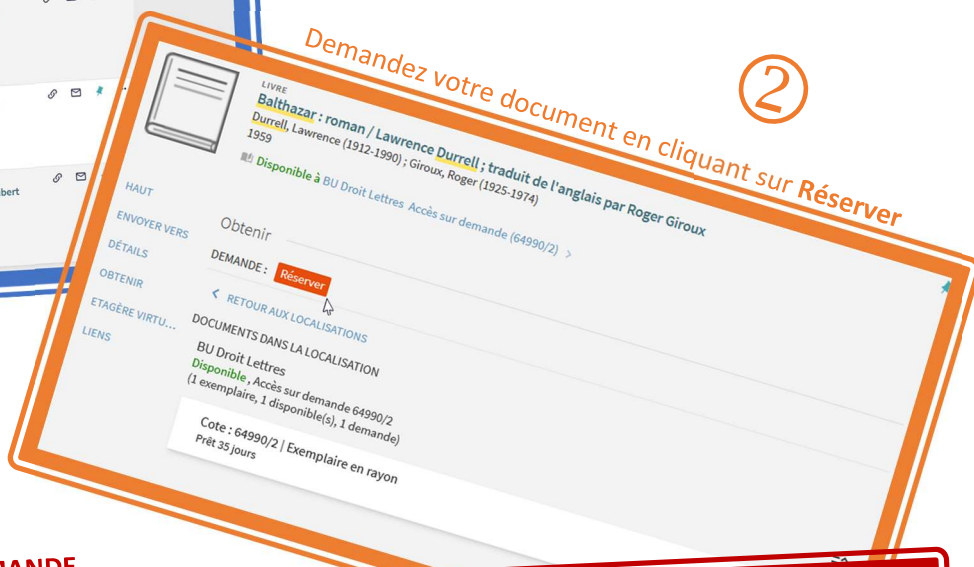 Demandez votre document en cliquant sur Réserver
②
LIVRE
Balthazar : roman / Lawrence Durrell ; traduit de l'anglais par Roger Giroux
Durrell, Lawrence (1912-1990) ; Giroux, Roger (1925-1974)
1959
Disponible à BU Droit Lettres Accès sur demande (64990/2) >
HAUT
ENVOYER VERS
DÉTAILS
OBTENIR
ETAGÈRE VIRTU...
LIENS
Obtenir
DEMANDE : Réserver
< RETOUR AUX LOCALISATIONS
DOCUMENTS DANS LA LOCALISATION
BU Droit Lettres
Disponible , Accès sur demande 64990/2
(1 exemplaire, 1 disponible(s), 1 demande)
Cote : 64990/2 | Exemplaire en rayon
Prêt 35 jours